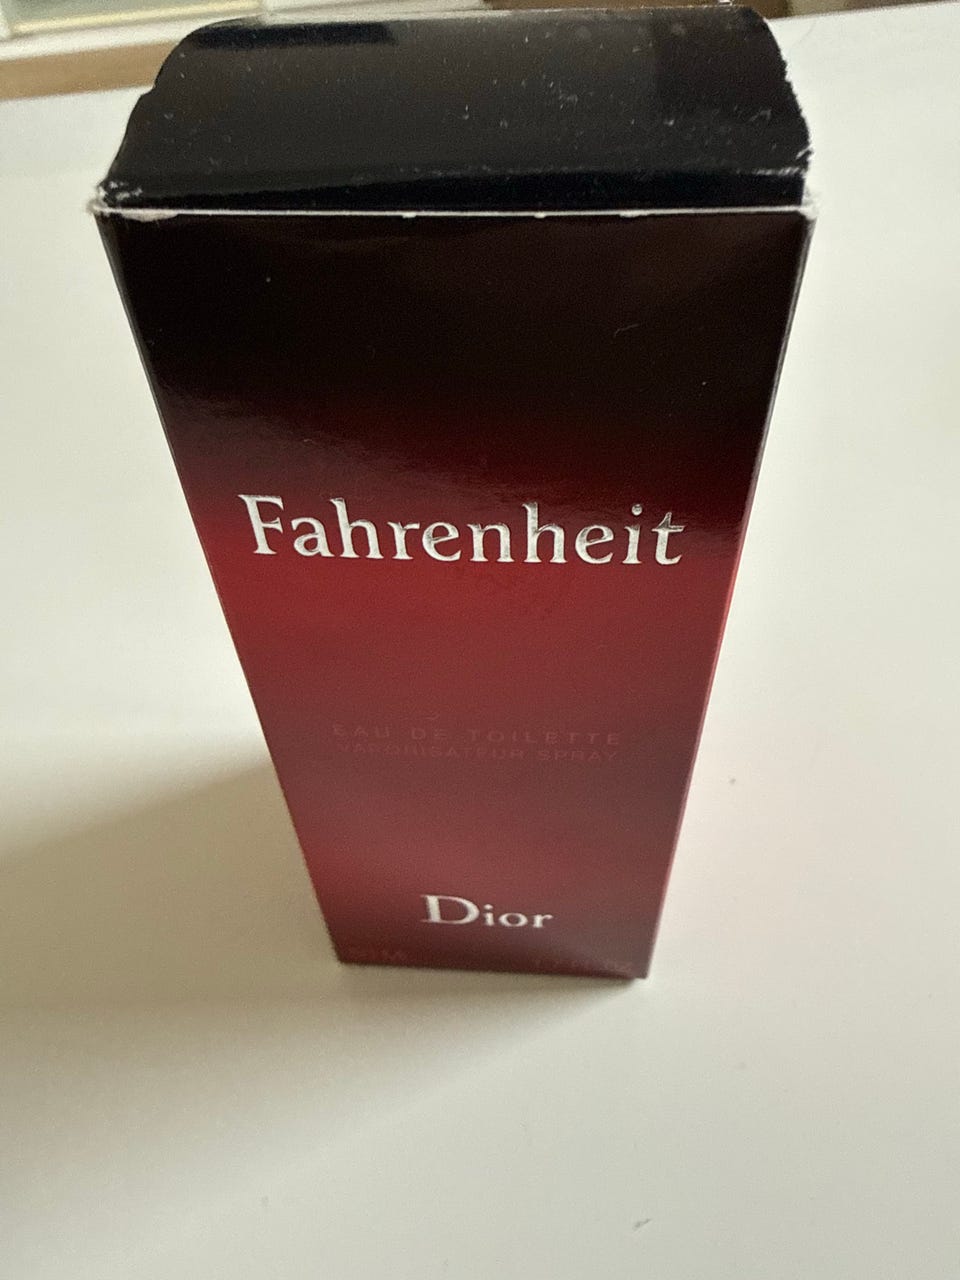 Fahrenheit
EAU DE TOILETTE
VAPORISATEUR SPRAY
Dior